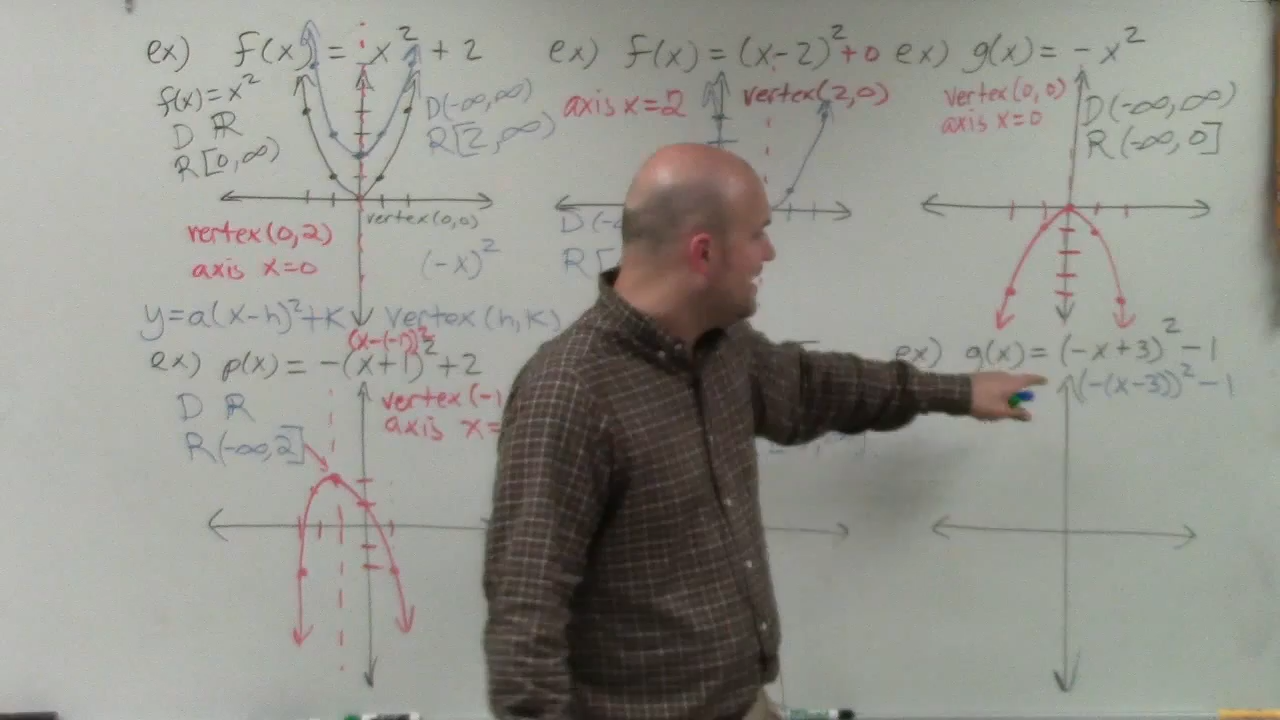 ex) f(x) = x² + 2
f(x)=x²
D ℝ
R[0,∞)
D(-∞,∞)
R[2,∞)
vertex(0,0)
vertex(0,2)
axis x=0
(-x)²
ex) f(x) = (x-2)²+0
axis x=2
vertex(2,0)
D(-
R[
ex) g(x) = -x²
vertex(0,0)
axis x=0
D(-∞,∞)
R(-∞,0]
y=a(x-h)²+k vertex(h,k)
(x-(-1))²
ex) p(x) = -(x+1)²+2
D ℝ
R(-∞,2]
vertex(-1
axis x=
ex) g(x)= (-x+3)²-1
(-(x-3))²-1